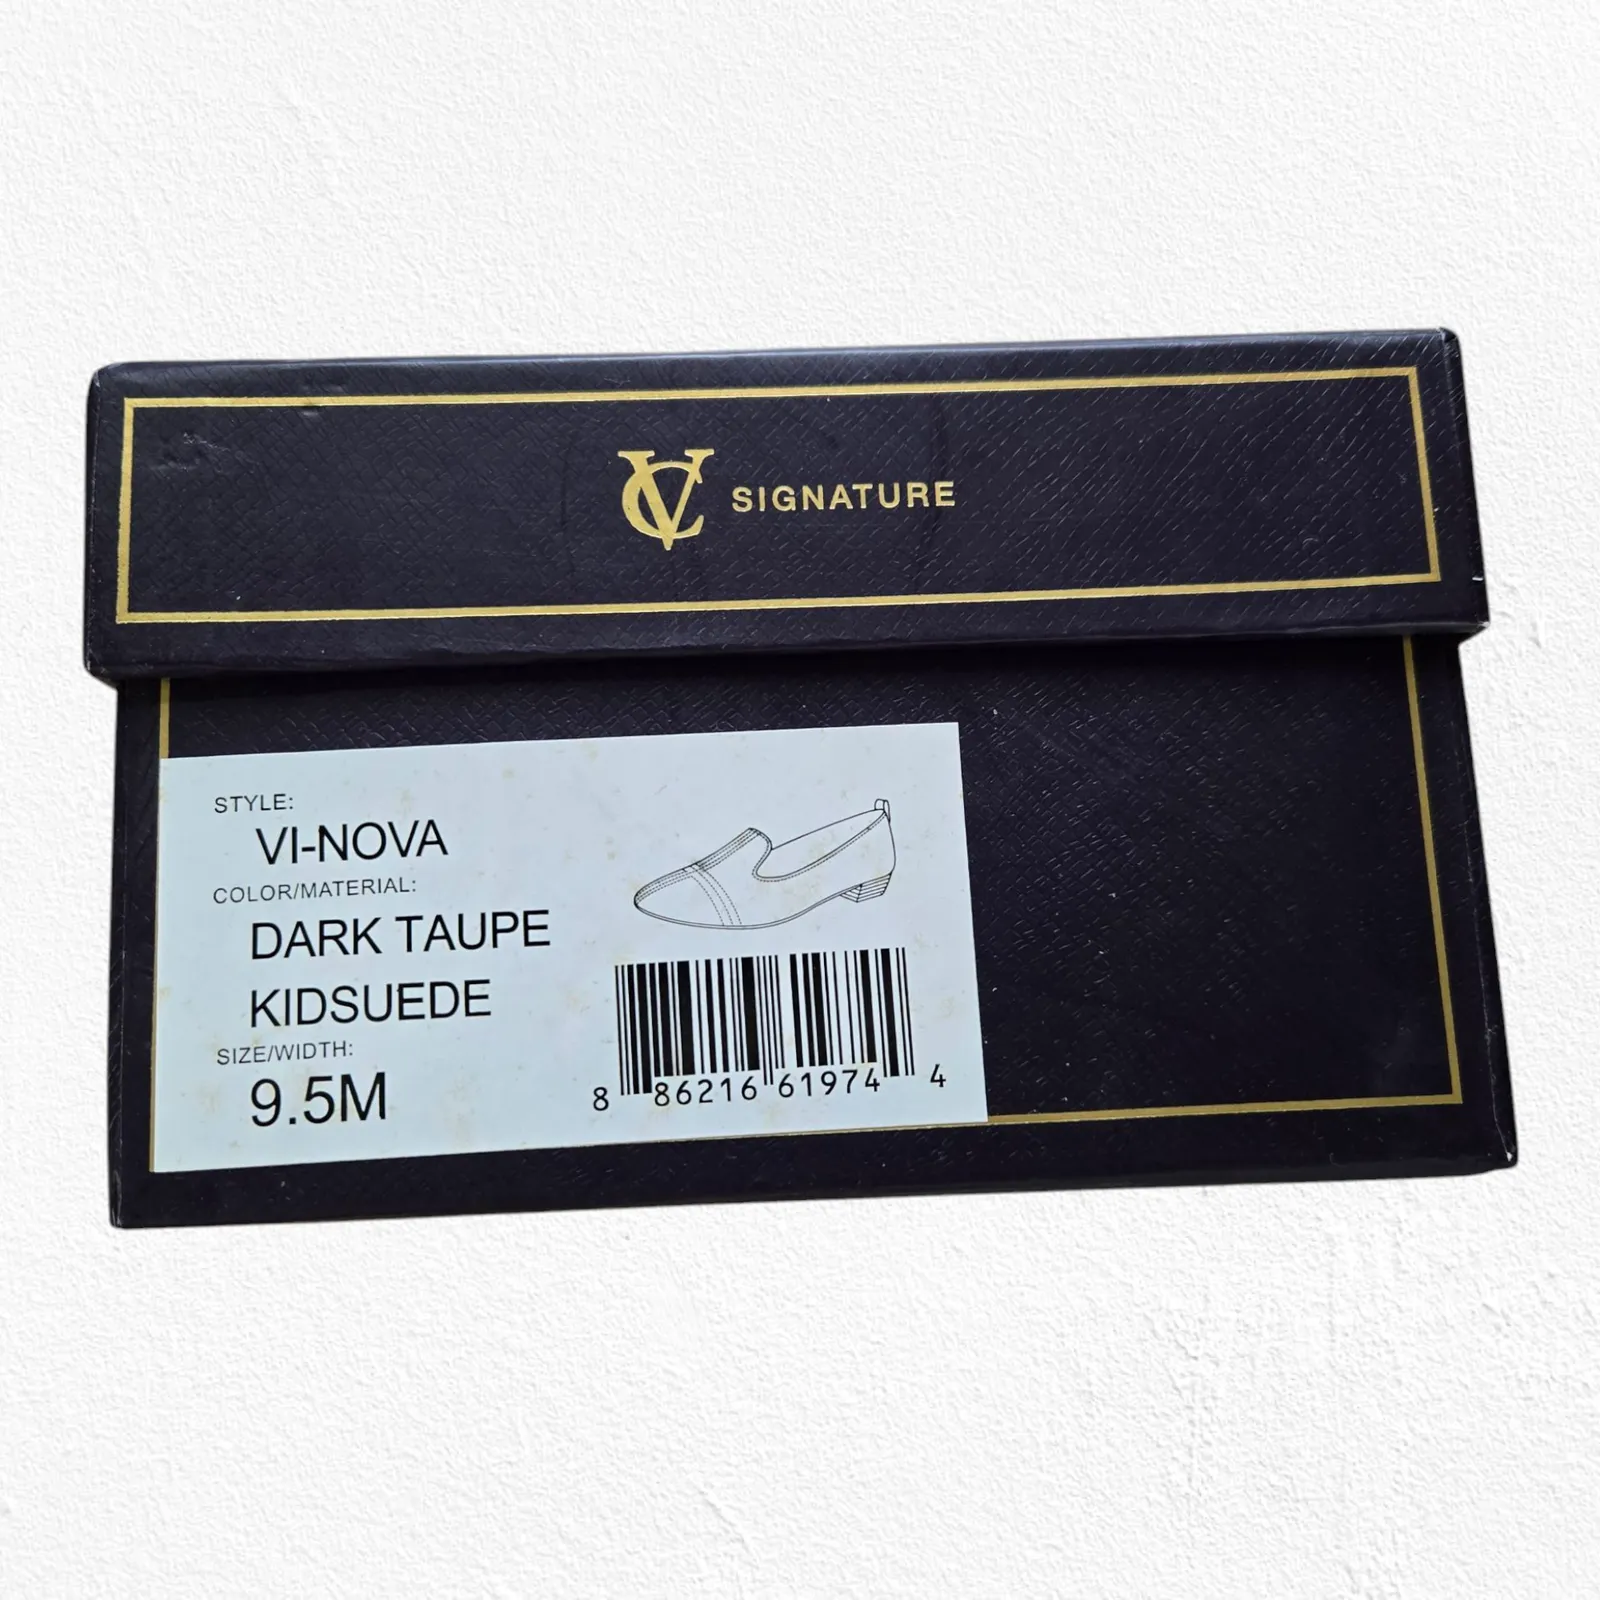 VC SIGNATURE
STYLE:
VI-NOVA
COLOR/MATERIAL:
DARK TAUPE
KIDSUEDE
SIZE/WIDTH:
9.5M
8 86216 61974 4